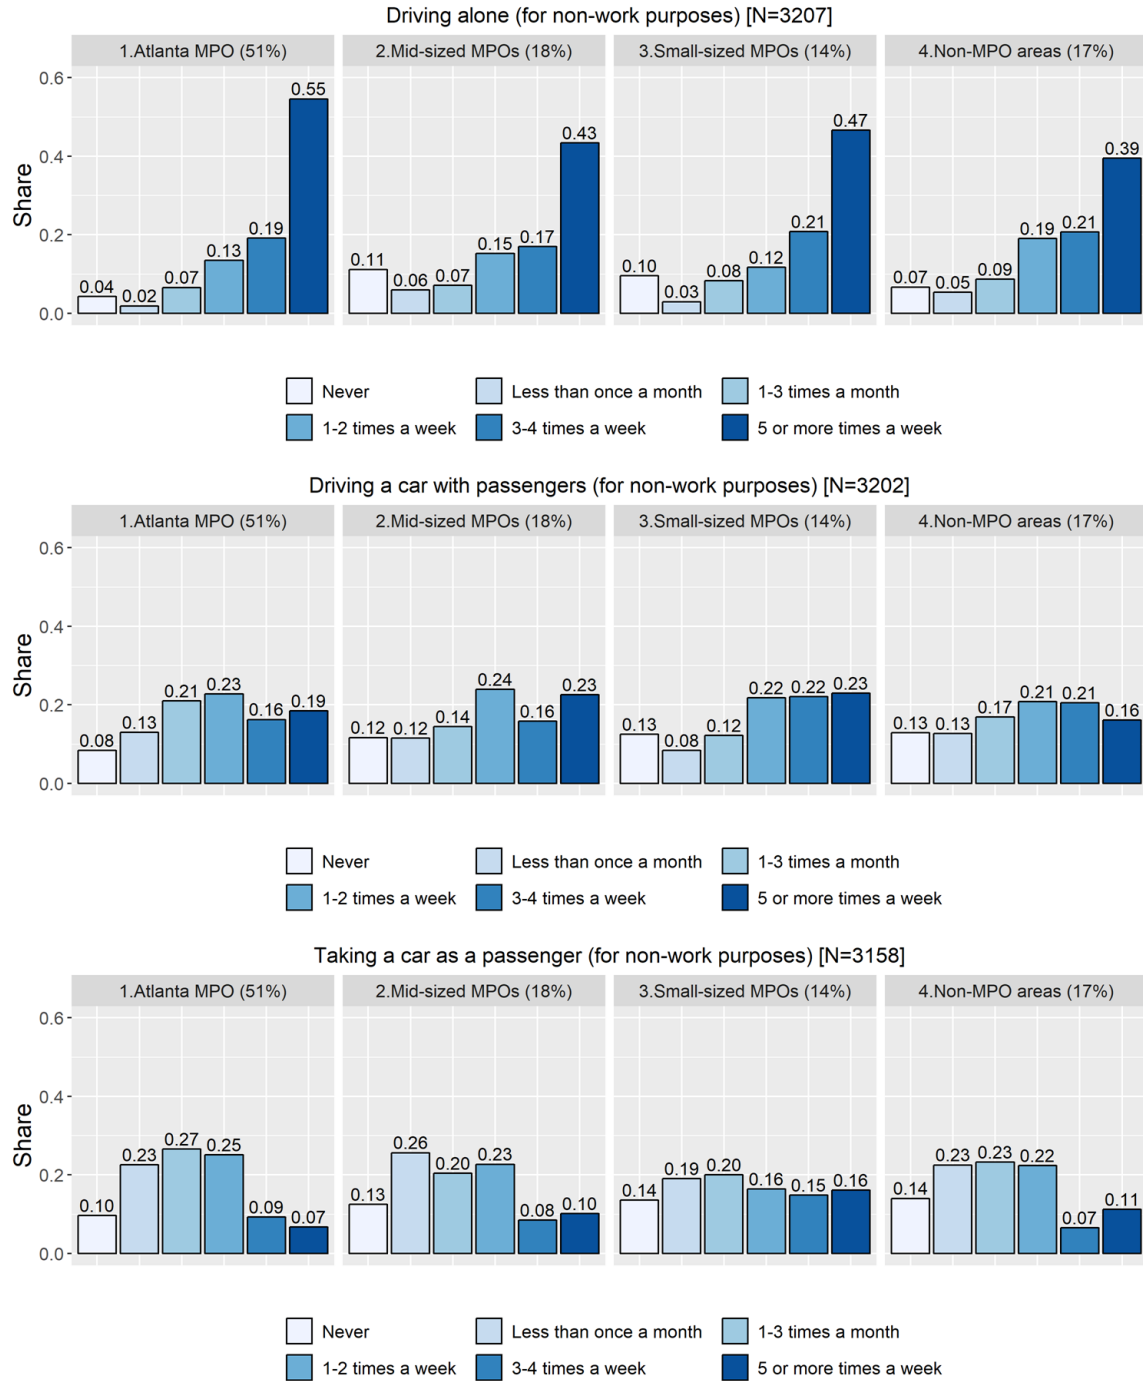 Driving alone (for non-work purposes) [N=3207]
1.Atlanta MPO (51%) 2.Mid-sized MPOs (18%) 3.Small-sized MPOs (14%) 4.Non-MPO areas (17%)
Share
0.6
0.4
0.2
0.0
0.04 0.02 0.07 0.13 0.19 0.55
0.11 0.06 0.07 0.15 0.17 0.43
0.10 0.03 0.08 0.12 0.21 0.47
0.07 0.05 0.09 0.19 0.21 0.39
Never Less than once a month 1-3 times a month
1-2 times a week 3-4 times a week 5 or more times a week
Driving a car with passengers (for non-work purposes) [N=3202]
1.Atlanta MPO (51%) 2.Mid-sized MPOs (18%) 3.Small-sized MPOs (14%) 4.Non-MPO areas (17%)
Share
0.6
0.4
0.2
0.0
0.08 0.13 0.21 0.23 0.16 0.19
0.12 0.12 0.14 0.24 0.16 0.23
0.13 0.08 0.12 0.22 0.22 0.23
0.13 0.13 0.17 0.21 0.21 0.16
Never Less than once a month 1-3 times a month
1-2 times a week 3-4 times a week 5 or more times a week
Taking a car as a passenger (for non-work purposes) [N=3158]
1.Atlanta MPO (51%) 2.Mid-sized MPOs (18%) 3.Small-sized MPOs (14%) 4.Non-MPO areas (17%)
Share
0.6
0.4
0.2
0.0
0.10 0.23 0.27 0.25 0.09 0.07
0.13 0.26 0.20 0.23 0.08 0.10
0.14 0.19 0.20 0.16 0.15 0.16
0.14 0.23 0.23 0.22 0.07 0.11
Never Less than once a month 1-3 times a month
1-2 times a week 3-4 times a week 5 or more times a week